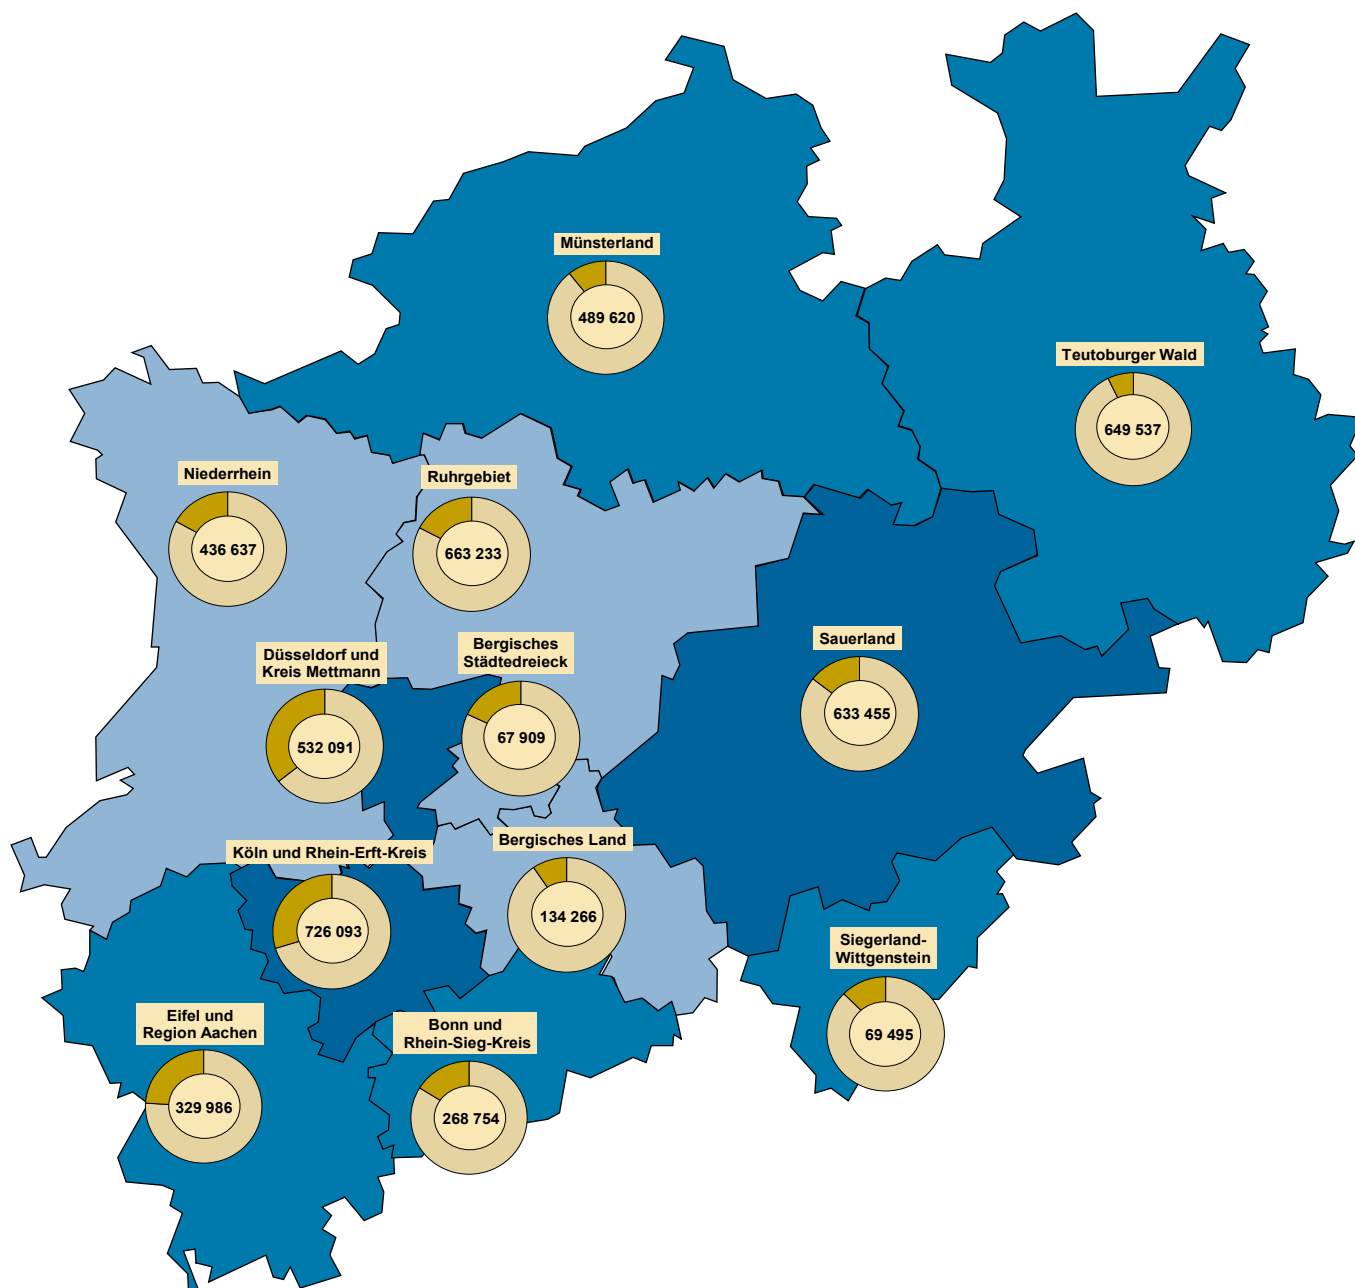 Münsterland
489 620
Teutoburger Wald
649 537
Niederrhein
436 637
Ruhrgebiet
663 233
Düsseldorf und
Kreis Mettmann
532 091
Bergisches
Städtedreieck
67 909
Sauerland
633 455
Köln und Rhein-Erft-Kreis
726 093
Bergisches Land
134 266
Siegerland-
Wittgenstein
69 495
Eifel und
Region Aachen
329 986
Bonn und
Rhein-Sieg-Kreis
268 754